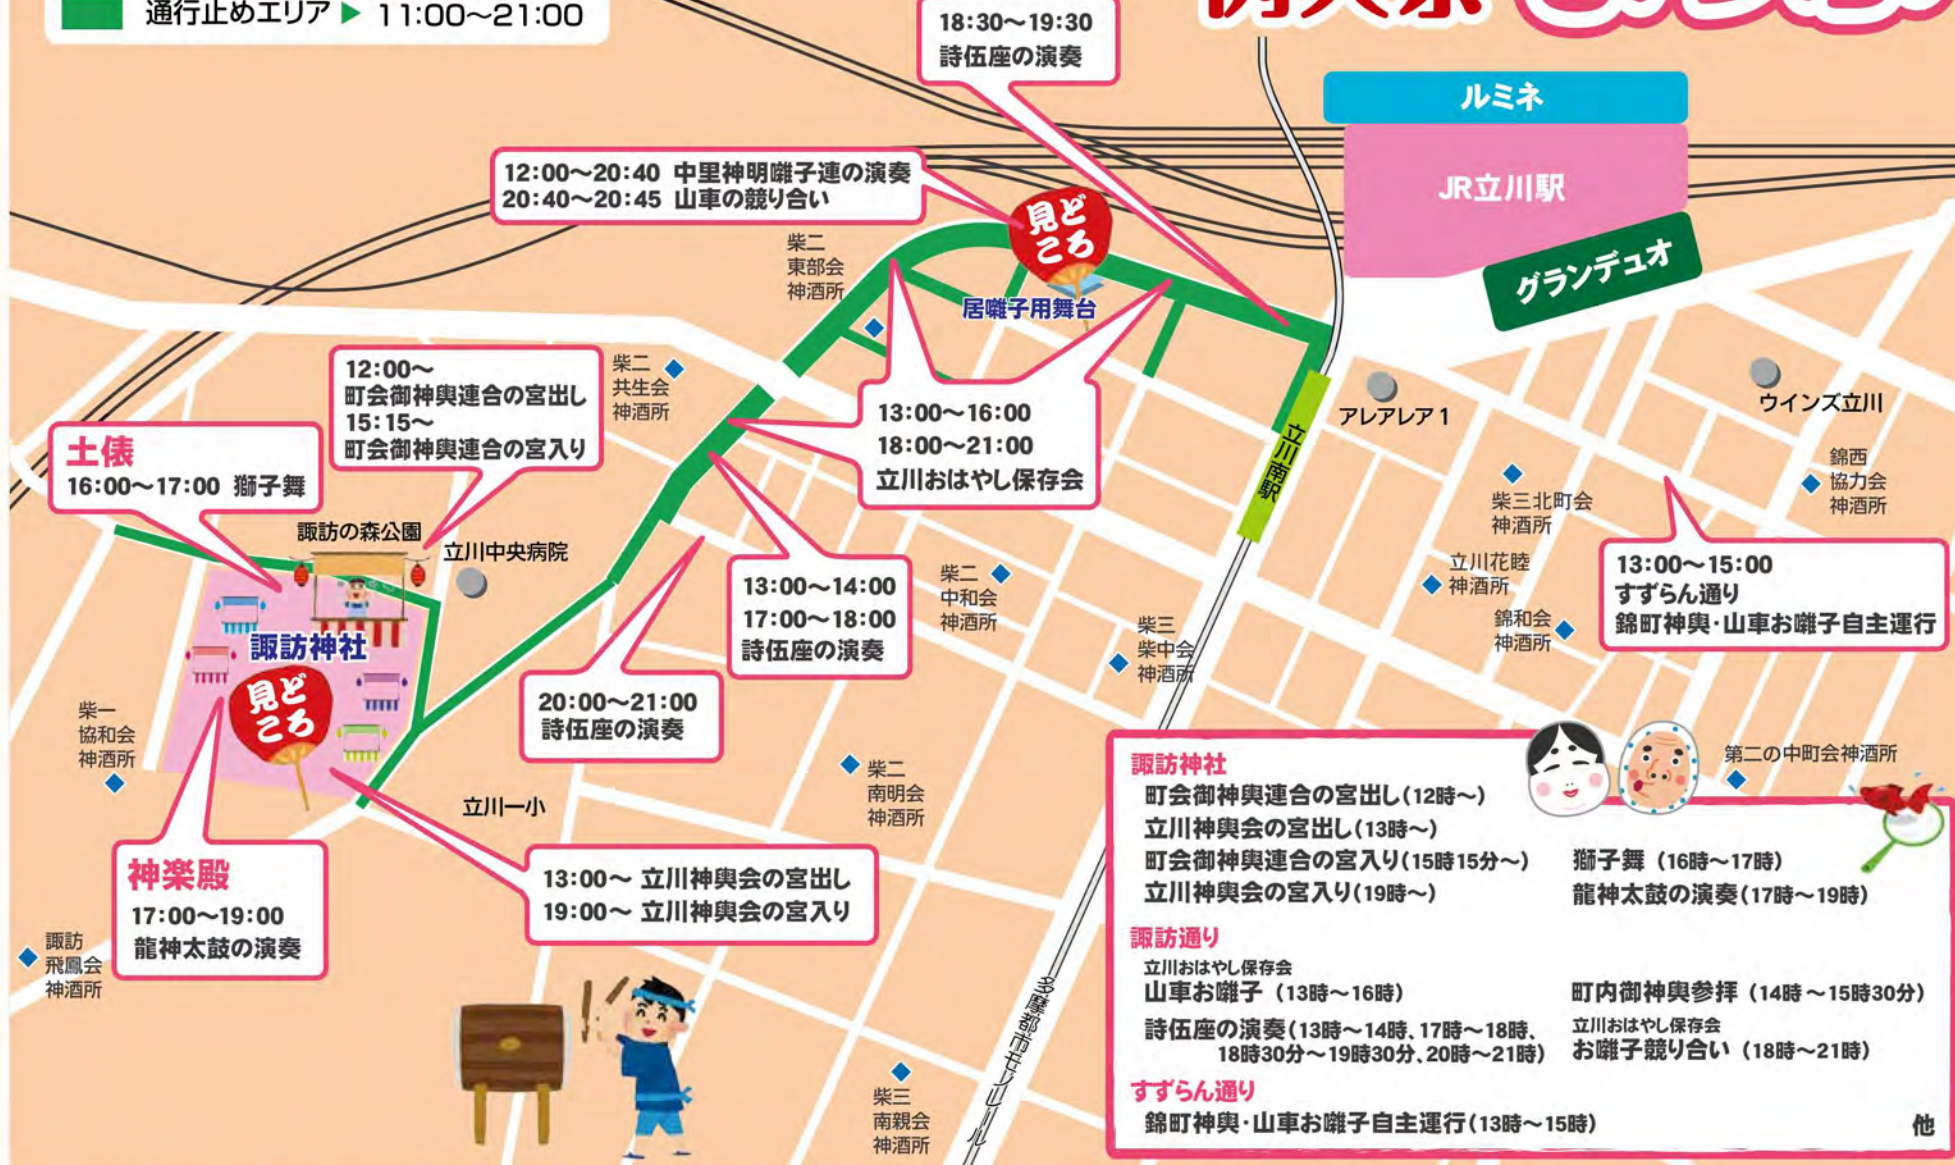 通行止めエリア ▶ 11:00～21:00
18:30～19:30
詩伍座の演奏
ルミネ
JR立川駅
グランデュオ
12:00～20:40 中里神明囃子連の演奏
20:40～20:45 山車の競り合い
見ど
ころ
居囃子用舞台
柴二
東部会
神酒所
12:00～
町会御神輿連合の宮出し
15:15～
町会御神輿連合の宮入り
柴二
共生会
神酒所
13:00～16:00
18:00～21:00
立川おはやし保存会
立川南駅
アレアレア1
ウインズ立川
土俵
16:00～17:00 獅子舞
諏訪の森公園
立川中央病院
柴三北町会
神酒所
錦西
協力会
神酒所
立川花睦
神酒所
錦和会
神酒所
13:00～15:00
すずらん通り
錦町神輿・山車お囃子自主運行
13:00～14:00
17:00～18:00
詩伍座の演奏
柴二
中和会
神酒所
柴三
柴中会
神酒所
諏訪神社
見ど
ころ
20:00～21:00
詩伍座の演奏
柴一
協和会
神酒所
柴二
南明会
神酒所
立川一小
神楽殿
17:00～19:00
龍神太鼓の演奏
13:00～ 立川神輿会の宮出し
19:00～ 立川神輿会の宮入り
諏訪
飛鳳会
神酒所
柴三
南親会
神酒所
多摩都市モノレール
第二の中町会神酒所
諏訪神社
町会御神輿連合の宮出し(12時～)
立川神輿会の宮出し(13時～)
町会御神輿連合の宮入り(15時15分～)
立川神輿会の宮入り(19時～)
獅子舞 (16時～17時)
龍神太鼓の演奏(17時～19時)
諏訪通り
立川おはやし保存会
山車お囃子 (13時～16時)
詩伍座の演奏(13時～14時、17時～18時、
18時30分～19時30分、20時～21時)
町内御神輿参拝 (14時～15時30分)
立川おはやし保存会
お囃子競り合い (18時～21時)
すずらん通り
錦町神輿・山車お囃子自主運行(13時～15時)
他